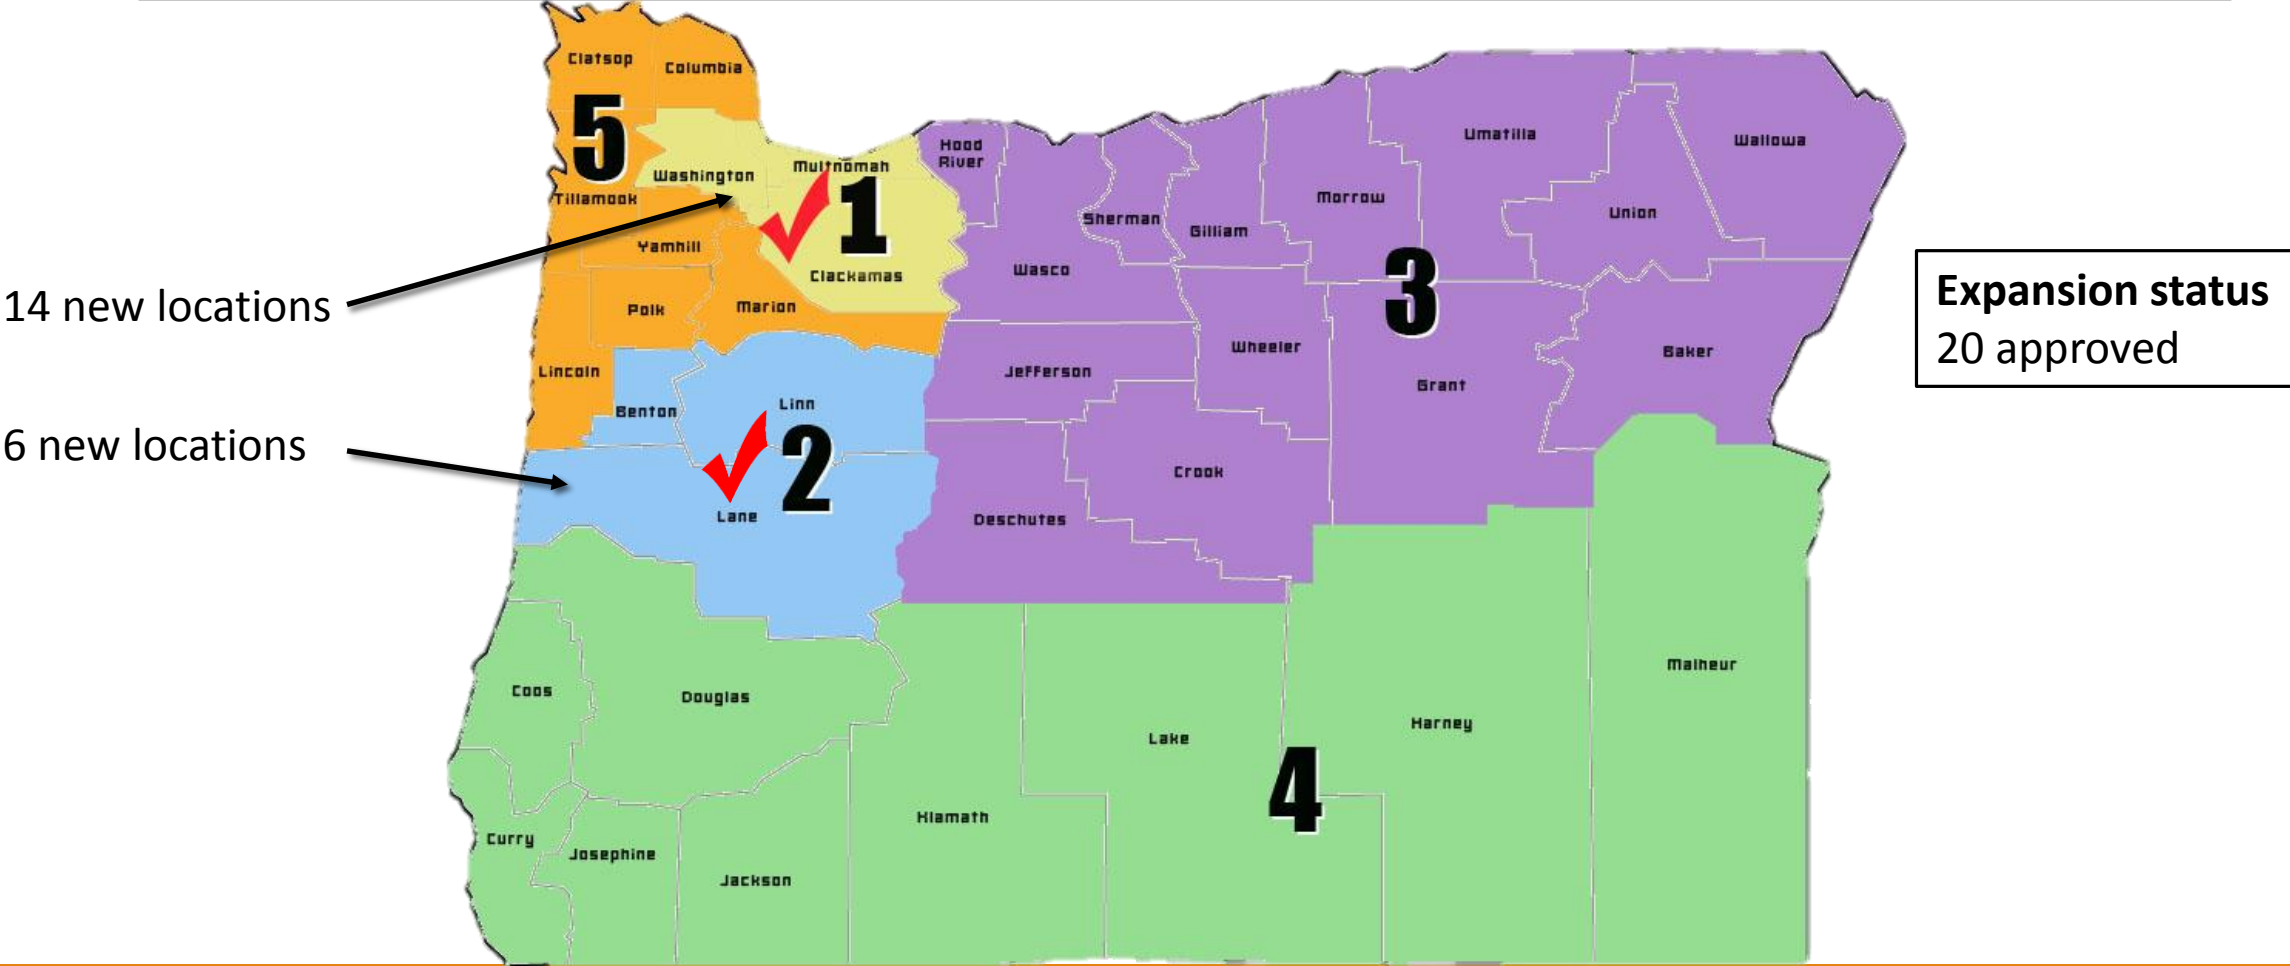 Clatsop
Columbia
5
Washington
Multnomah
1
Tillamook
Yamhill
Clackamas
Polk
Marion
Lincoln
Benton
Linn
2
Lane
Hood
River
Wasco
Sherman
Gilliam
Morrow
Umatilla
Union
Wallowa
3
Jefferson
Wheeler
Grant
Baker
Crook
Deschutes
Coos
Douglas
Curry
Josephine
Jackson
Klamath
Lake
4
Harney
Malheur
14 new locations
6 new locations
Expansion status
20 approved